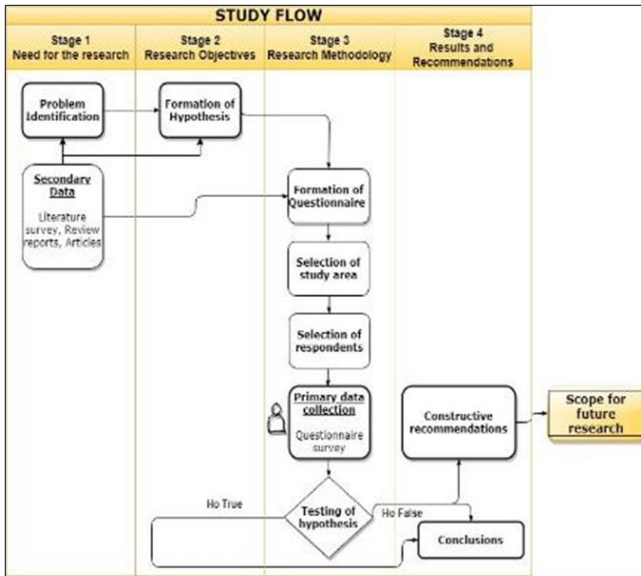 STUDY FLOW
Stage 1
Need for the research
Stage 2
Research Objectives
Stage 3
Research Methodology
Stage 4
Results and
Recommendations
Problem
Identification
Formation of
Hypothesis
Secondary
Data
Literature
survey, Review
reports, Articles
Formation of
Questionnaire
Selection of
study area
Selection of
respondents
Primary data
collection
Questionnaire
survey
Constructive
recommendations
Scope for
future
research
Ho True
Testing of
hypothesis
Ho False
Conclusions